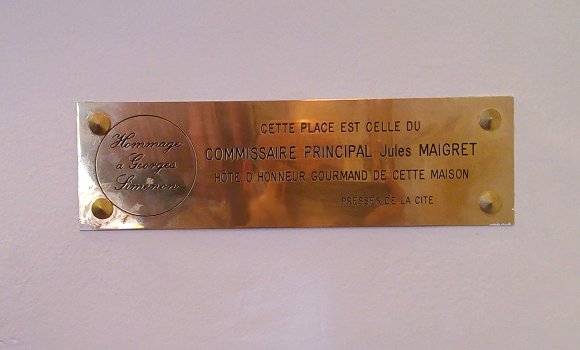 Hommage
à Georges
Simenon
CETTE PLACE EST CELLE DU
COMMISSAIRE PRINCIPAL Jules MAIGRET
HÔTE D'HONNEUR GOURMAND DE CETTE MAISON
PRESSES DE LA CITE